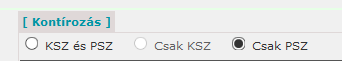 [ Kontírozás ]
KSZ és PSZ Csak KSZ Csak PSZ